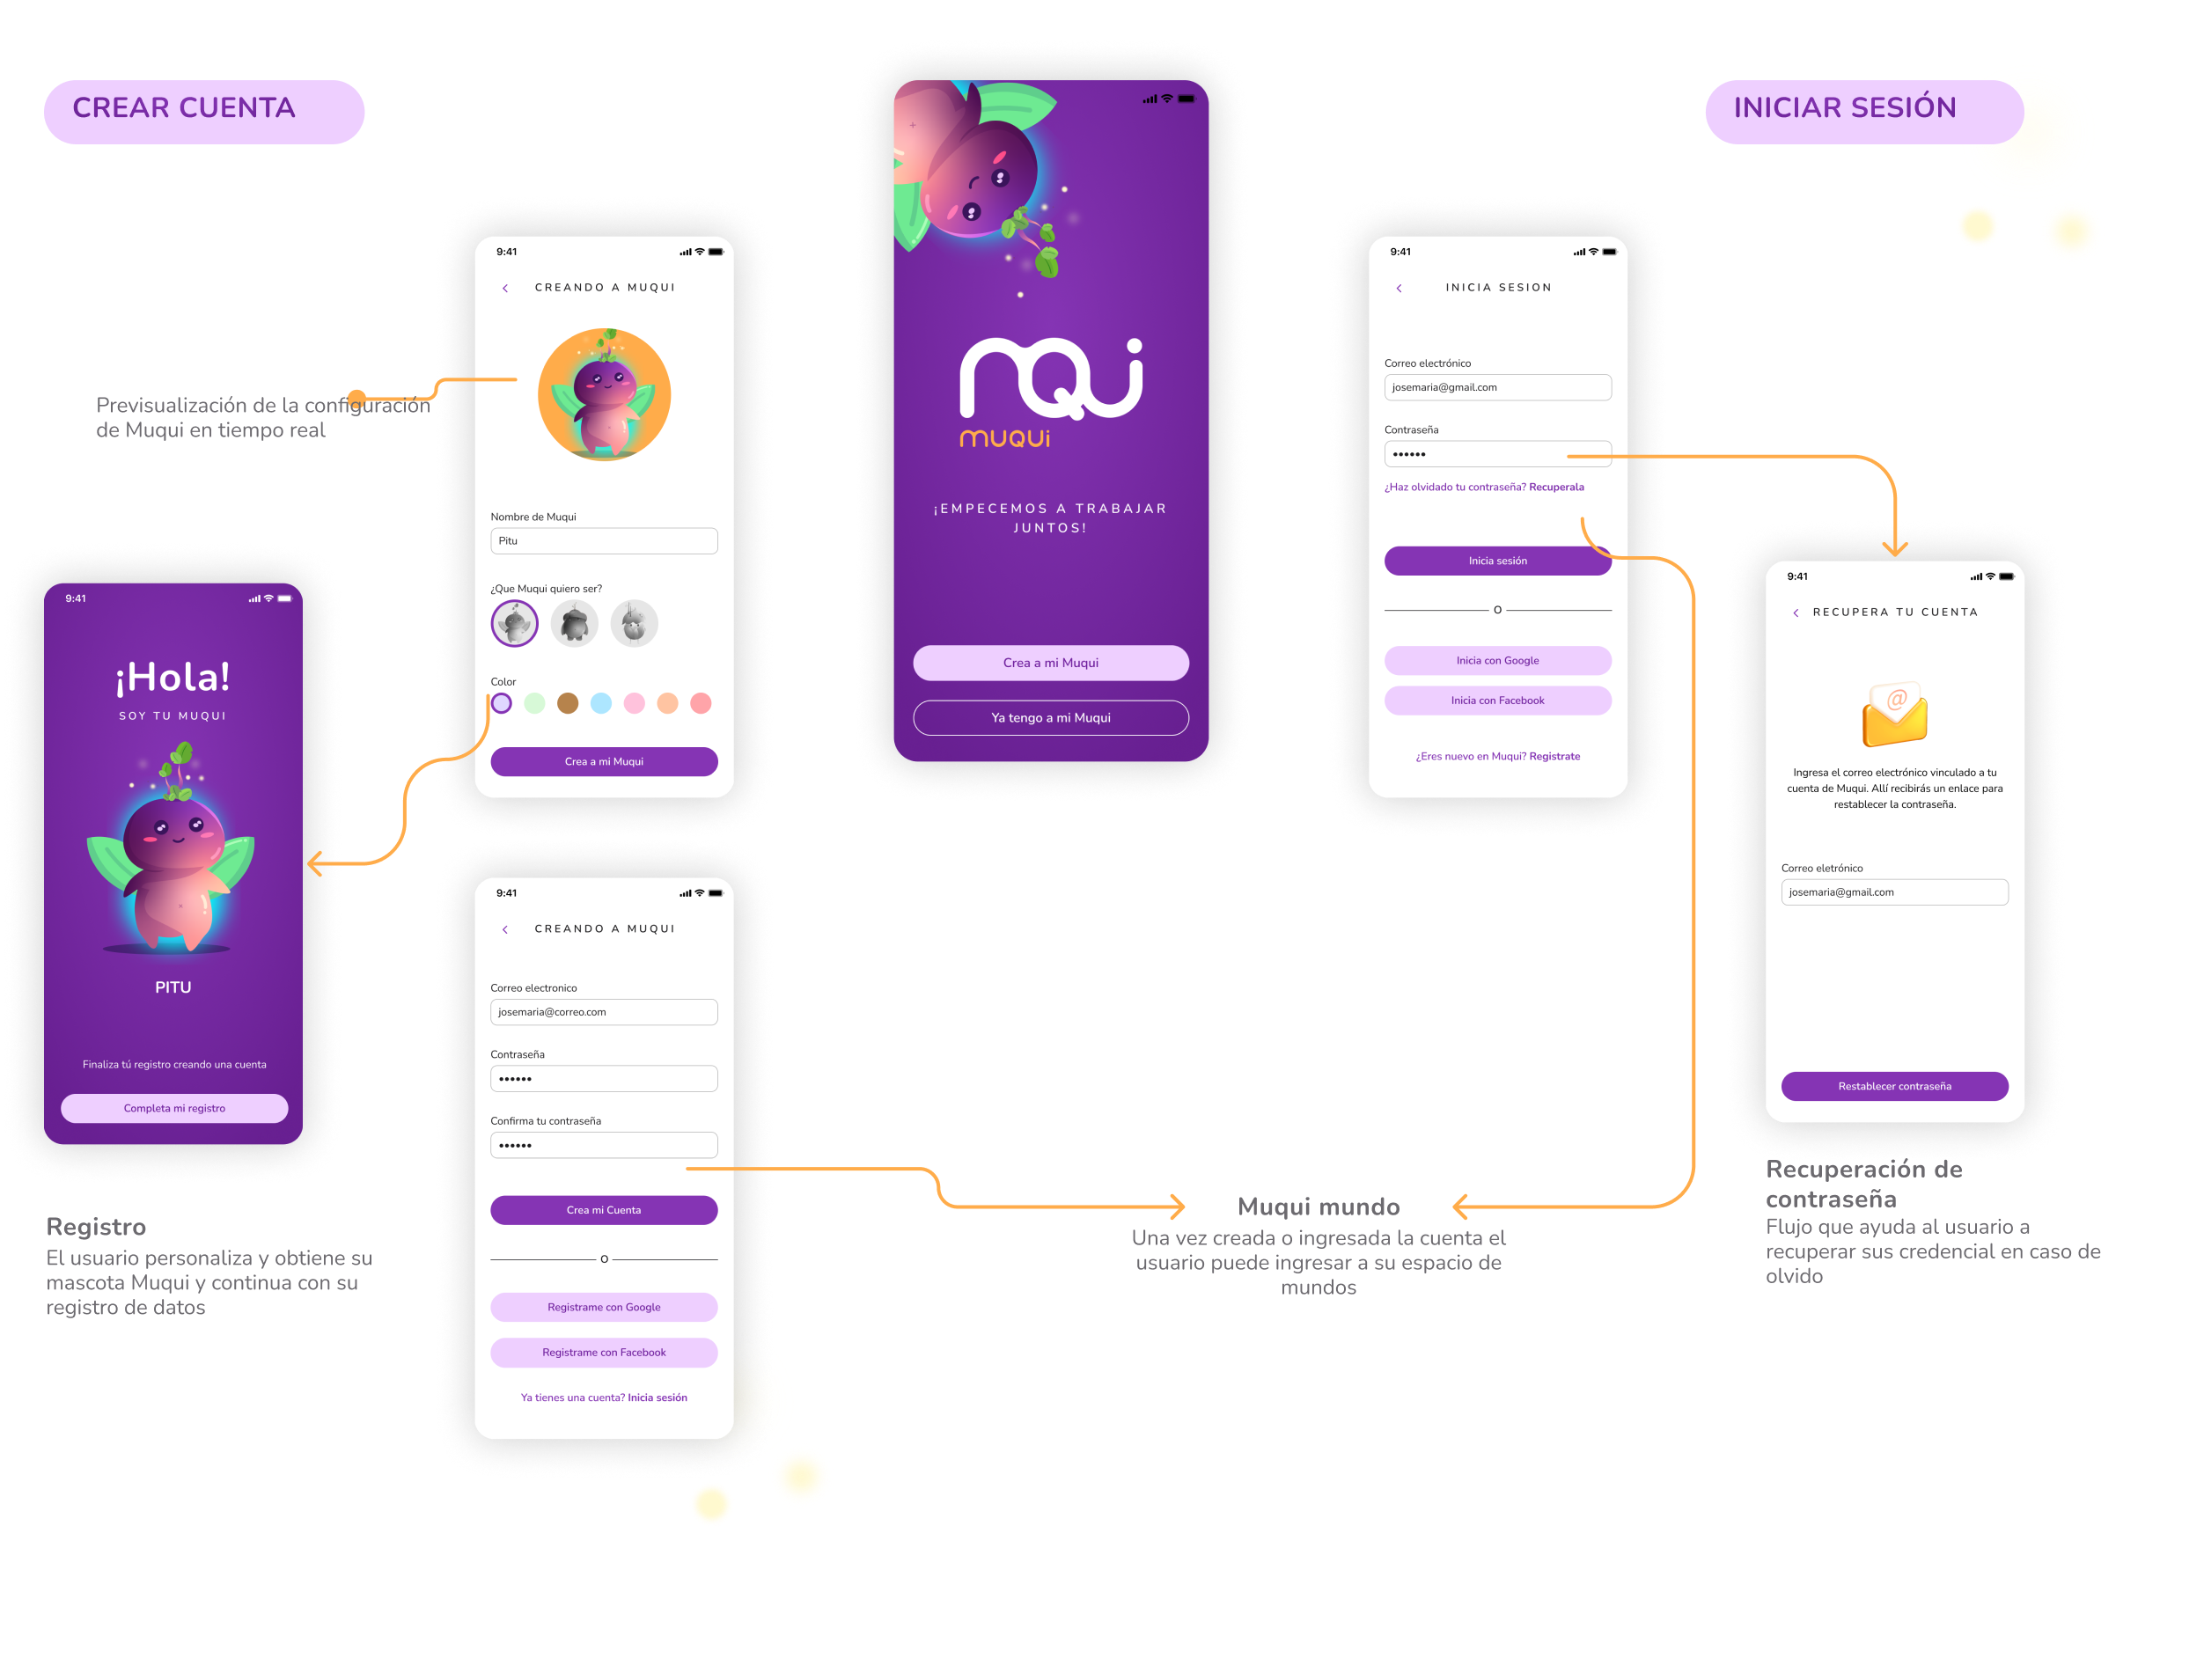 CREAR CUENTA
Previsualización de la configuración
de Muqui en tiempo real
9:41
CREANDO A MUQUI
Nombre de Muqui
Pitu
¿Que Muqui quiero ser?
Color
Crea a mi Muqui
9:41
¡Hola!
SOY TU MUQUI
PITU
Finaliza tú registro creando una cuenta
Completa mi registro
Registro
El usuario personaliza y obtiene su
mascota Muqui y continua con su
registro de datos
9:41
CREANDO A MUQUI
Correo electronico
josemaria@correo.com
Contraseña
Confirma tu contraseña
Crea mi Cuenta
O
Registrame con Google
Registrame con Facebook
Ya tienes una cuenta? Inicia sesión
MQUi
MUQUi
¡EMPECEMOS A TRABAJAR
JUNTOS!
Crea a mi Muqui
Ya tengo a mi Muqui
Muqui mundo
Una vez creada o ingresada la cuenta el
usuario puede ingresar a su espacio de
mundos
INICIAR SESIÓN
9:41
INICIA SESION
Correo electrónico
josemaria@gmail.com
Contraseña
¿Haz olvidado tu contraseña? Recuperala
Inicia sesión
O
Inicia con Google
Inicia con Facebook
¿Eres nuevo en Muqui? Registrate
9:41
RECUPERA TU CUENTA
@
Ingresa el correo electrónico vinculado a tu
cuenta de Muqui. Allí recibirás un enlace para
restablecer la contraseña.
Correo eletrónico
josemaria@gmail.com
Restablecer contraseña
Recuperación de
contraseña
Flujo que ayuda al usuario a
recuperar sus credencial en caso de
olvido